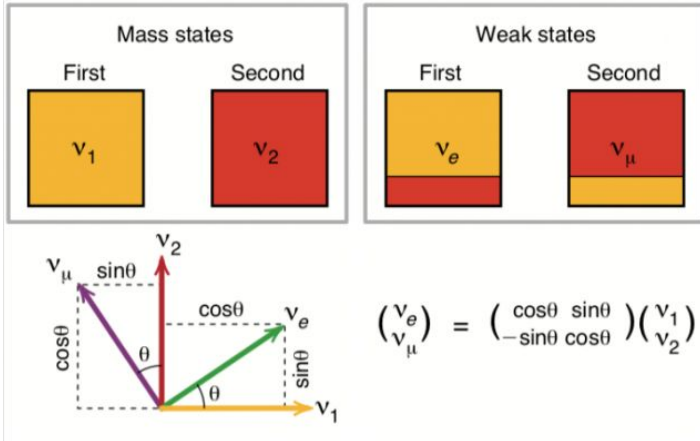 Mass states
First Second
ν1 ν2
Weak states
First Second
νe νμ
ν2
νμ sinθ
cosθ νe
cosθ θ sinθ
θ
ν1
(νe) = (cosθ sinθ)(ν1)
(νμ) (−sinθ cosθ)(ν2)